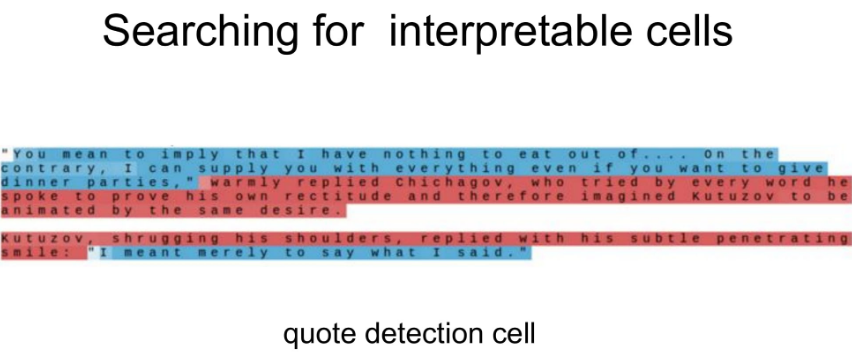 Searching for interpretable cells
"You mean to imply that I have nothing to eat out of.... On the
contrary, I can supply you with everything even if you want to give
dinner parties," warmly replied Chichagov, who tried by every word he
spoke to prove his own rectitude and therefore imagined Kutuzov to be
animated by the same desire.
Kutuzov, shrugging his shoulders, replied with his subtle penetrating
smile: "I meant merely to say what I said."
quote detection cell